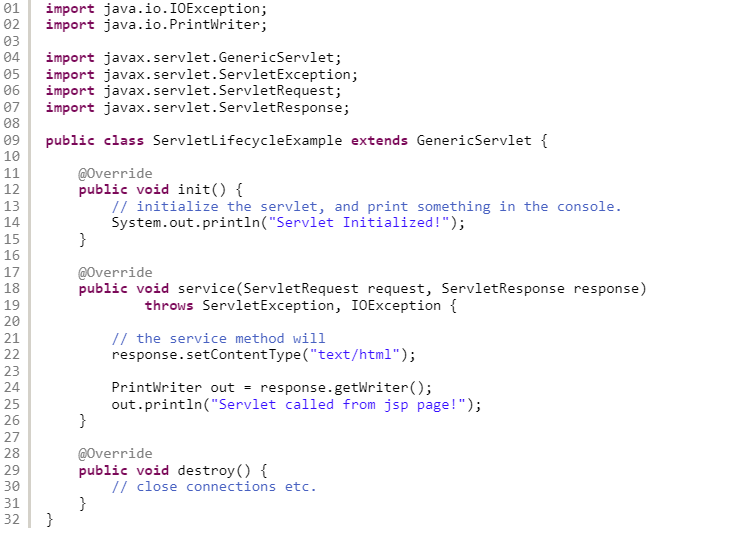 01 import java.io.IOException;
02 import java.io.PrintWriter;
03
04 import javax.servlet.GenericServlet;
05 import javax.servlet.ServletException;
06 import javax.servlet.ServletRequest;
07 import javax.servlet.ServletResponse;
08
09 public class ServletLifecycleExample extends GenericServlet {
10
11     @Override
12     public void init() {
13         // initialize the servlet, and print something in the console.
14         System.out.println("Servlet Initialized!");
15     }
16
17     @Override
18     public void service(ServletRequest request, ServletResponse response)
19             throws ServletException, IOException {
20
21         // the service method will
22         response.setContentType("text/html");
23
24         PrintWriter out = response.getWriter();
25         out.println("Servlet called from jsp page!");
26     }
27
28     @Override
29     public void destroy() {
30         // close connections etc.
31     }
32 }